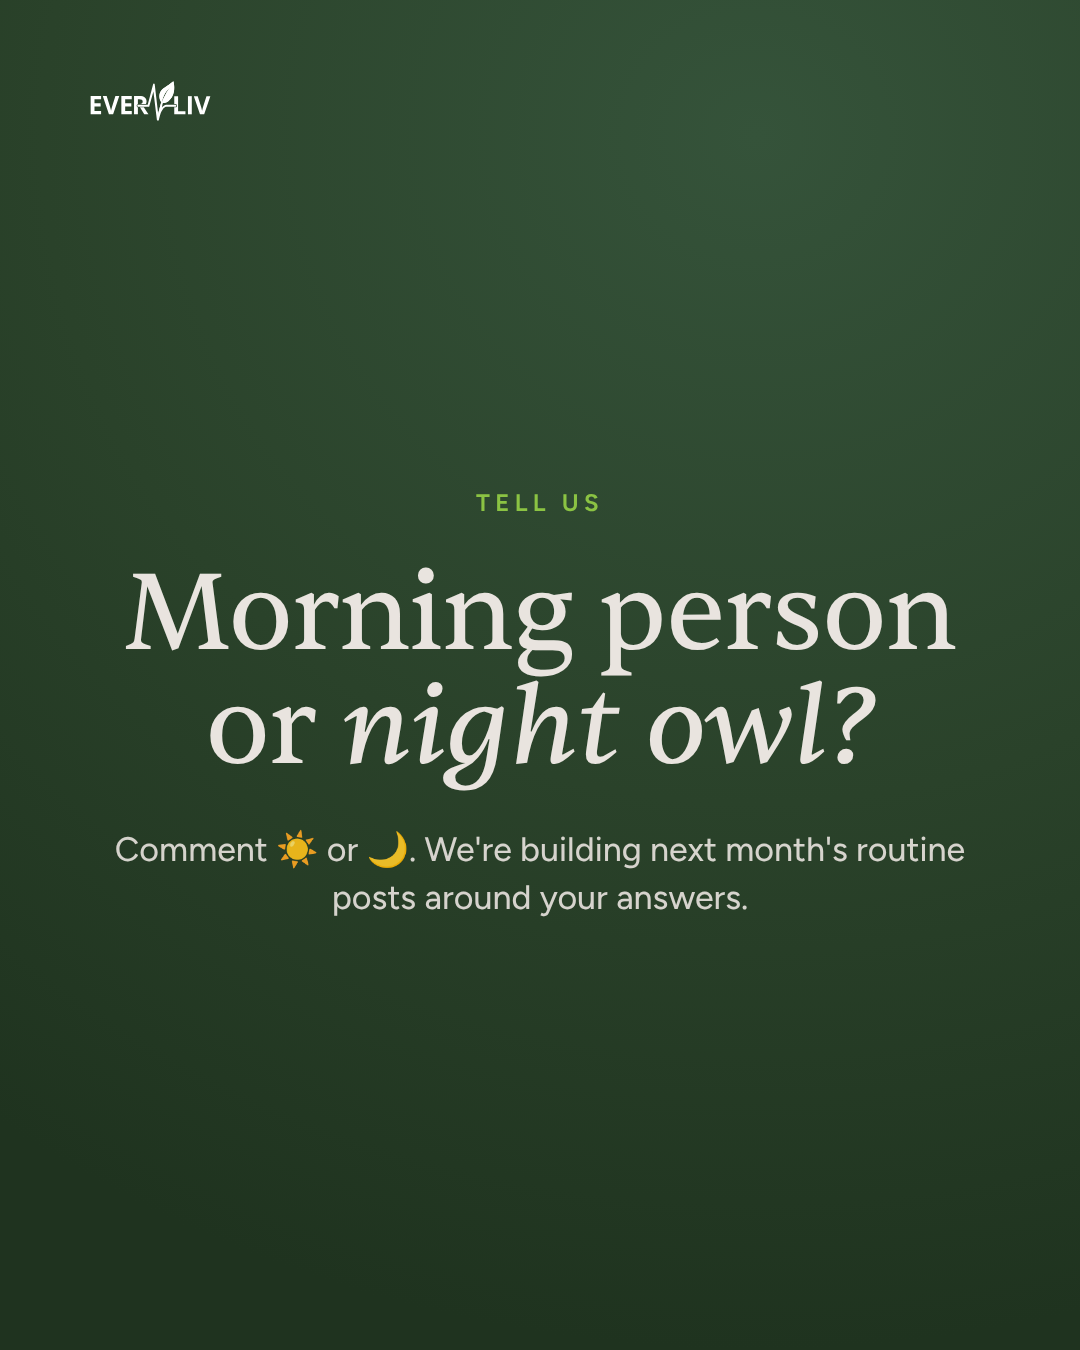 EVERLIV
TELL US
Morning person
or night owl?
Comment ☀️ or 🌙. We're building next month's routine
posts around your answers.